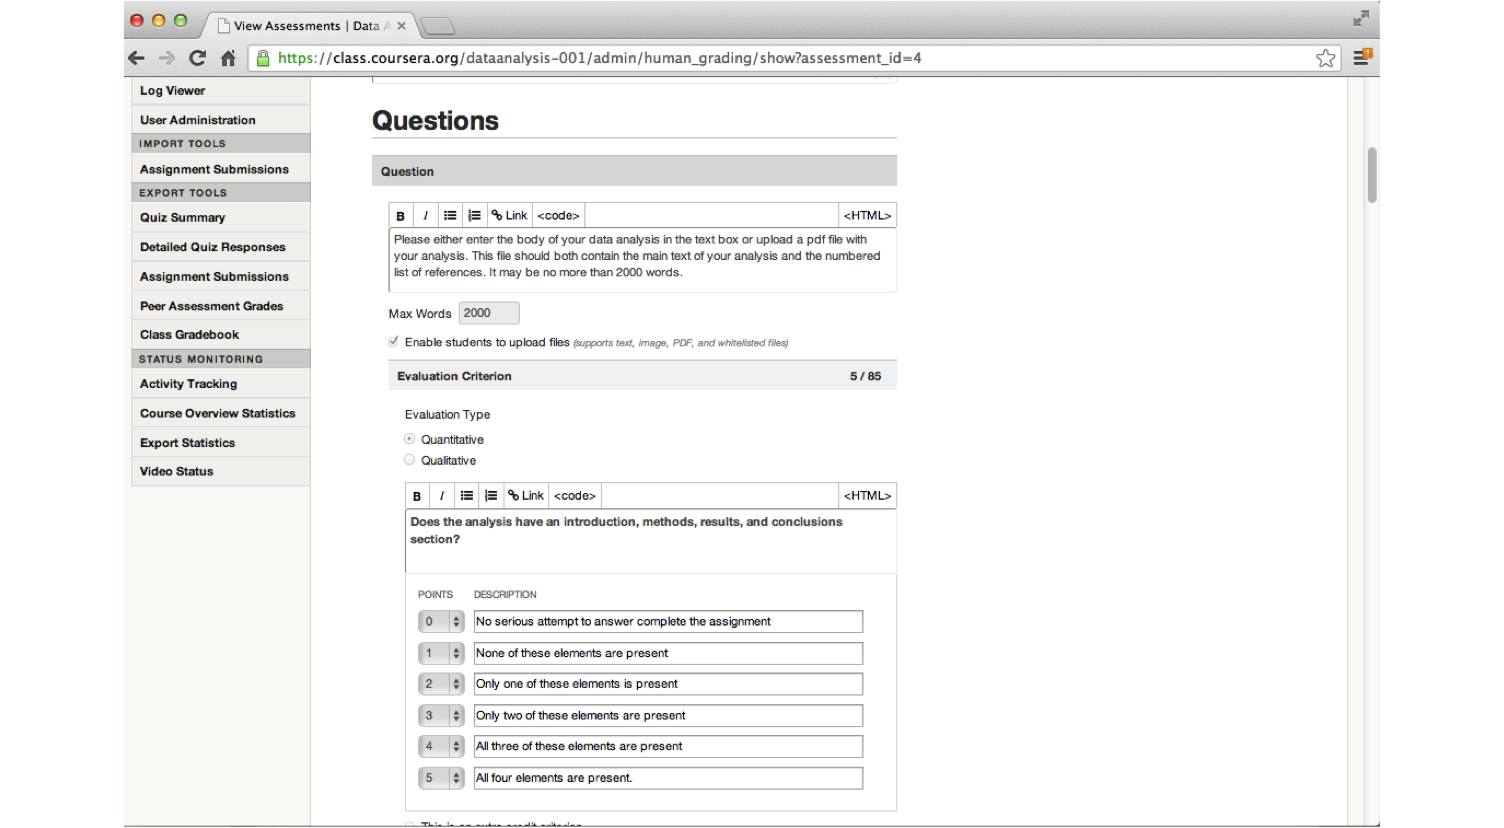 View Assessments | Data A
https://class.coursera.org/dataanalysis-001/admin/human_grading/show?assessment_id=4
Log Viewer
User Administration
IMPORT TOOLS
Assignment Submissions
EXPORT TOOLS
Quiz Summary
Detailed Quiz Responses
Assignment Submissions
Peer Assessment Grades
Class Gradebook
STATUS MONITORING
Activity Tracking
Course Overview Statistics
Export Statistics
Video Status
Questions
Question
B I Link <code> <HTML>
Please either enter the body of your data analysis in the text box or upload a pdf file with
your analysis. This file should both contain the main text of your analysis and the numbered
list of references. It may be no more than 2000 words.
Max Words 2000
Enable students to upload files (supports text, image, PDF, and whitelisted files)
Evaluation Criterion 5 / 85
Evaluation Type
Quantitative
Qualitative
B I Link <code> <HTML>
Does the analysis have an introduction, methods, results, and conclusions
section?
POINTS DESCRIPTION
0 No serious attempt to answer complete the assignment
1 None of these elements are present
2 Only one of these elements is present
3 Only two of these elements are present
4 All three of these elements are present
5 All four elements are present.
This is an extra credit criterion